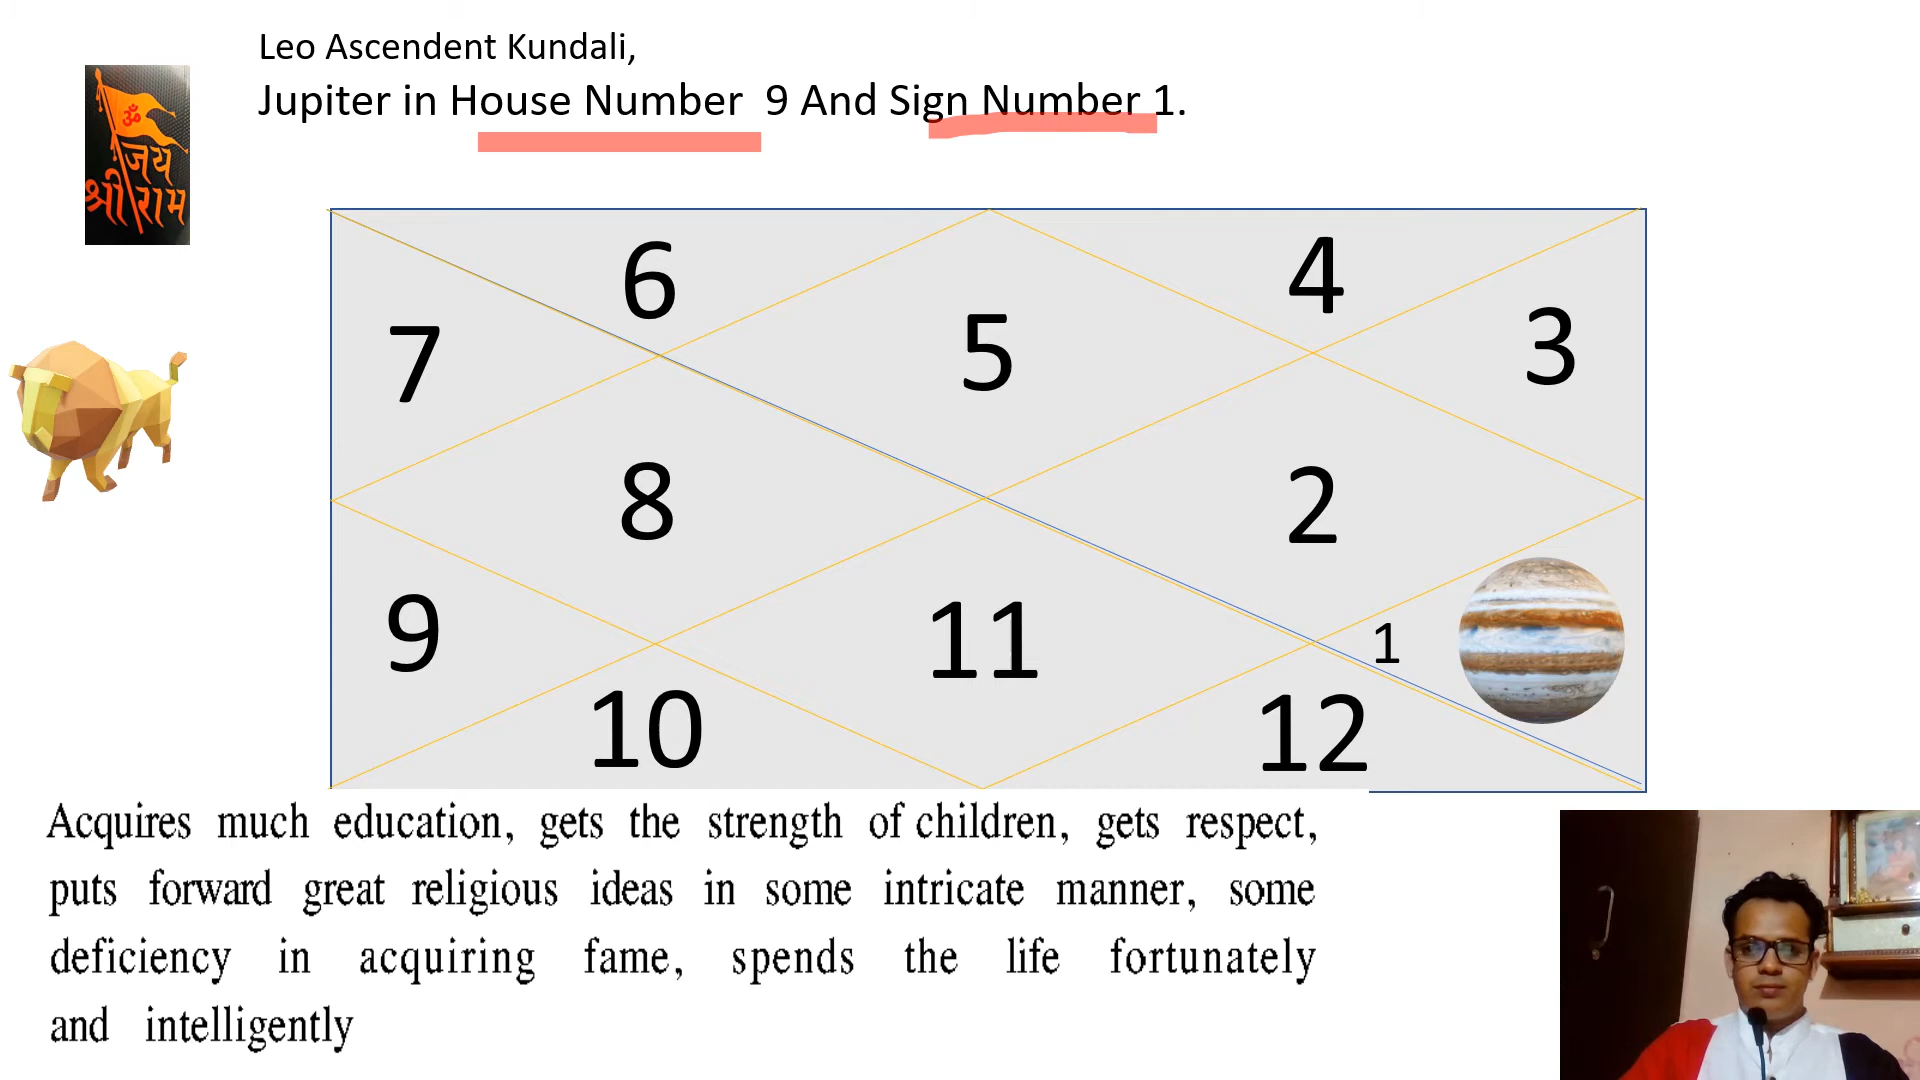 Leo Ascendent Kundali,
Jupiter in House Number 9 And Sign Number 1.
ॐ
जय
श्री राम
6
4
7
5
3
8
2
9
11
1
10
12
Acquires much education, gets the strength of children, gets respect,
puts forward great religious ideas in some intricate manner, some
deficiency in acquiring fame, spends the life fortunately
and intelligently